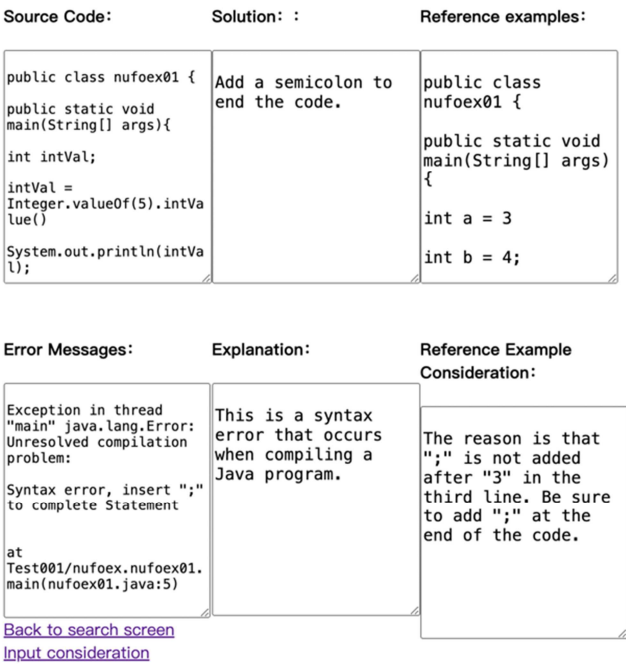 Source Code:
public class nufoex01 {
public static void
main(String[] args){
int intVal;
intVal =
Integer.valueOf(5).intVa
lue()
System.out.println(intVa
l);
Solution: :
Add a semicolon to
end the code.
Reference examples:
public class
nufoex01 {
public static void
main(String[] args)
{
int a = 3
int b = 4;
Error Messages:
Exception in thread
"main" java.lang.Error:
Unresolved compilation
problem:
Syntax error, insert ";"
to complete Statement
at
Test001/nufoex.nufoex01.
main(nufoex01.java:5)
Explanation:
This is a syntax
error that occurs
when compiling a
Java program.
Reference Example
Consideration:
The reason is that
";" is not added
after "3" in the
third line. Be sure
to add ";" at the
end of the code.
Back to search screen
Input consideration